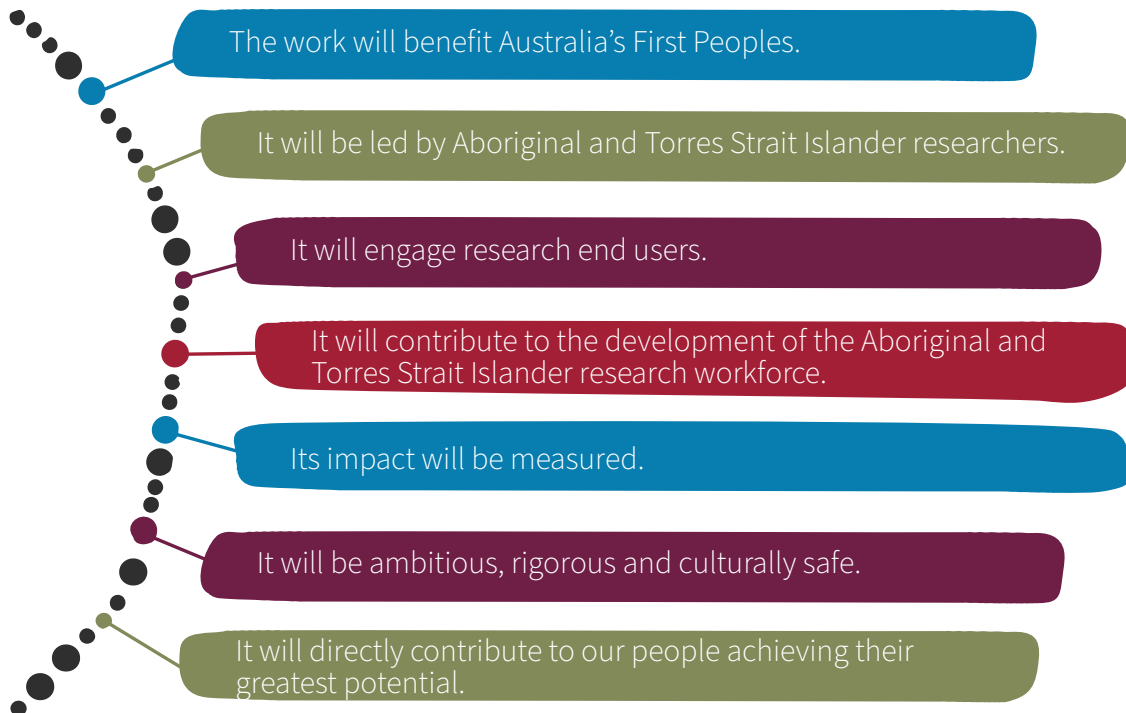 The work will benefit Australia’s First Peoples.
It will be led by Aboriginal and Torres Strait Islander researchers.
It will engage research end users.
It will contribute to the development of the Aboriginal and
Torres Strait Islander research workforce.
Its impact will be measured.
It will be ambitious, rigorous and culturally safe.
It will directly contribute to our people achieving their
greatest potential.